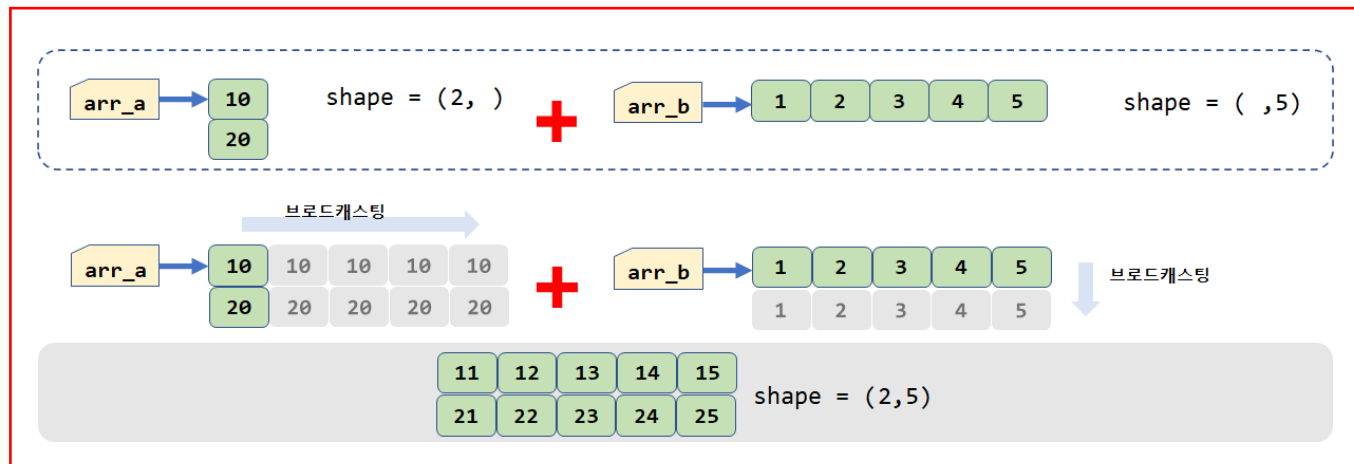 arr_a 10 shape = (2, ) + arr_b 1 2 3 4 5 shape = ( ,5)
20
브로드캐스팅
arr_a 10 10 10 10 10 + arr_b 1 2 3 4 5 브로드캐스팅
20 20 20 20 20 1 2 3 4 5
11 12 13 14 15 shape = (2,5)
21 22 23 24 25